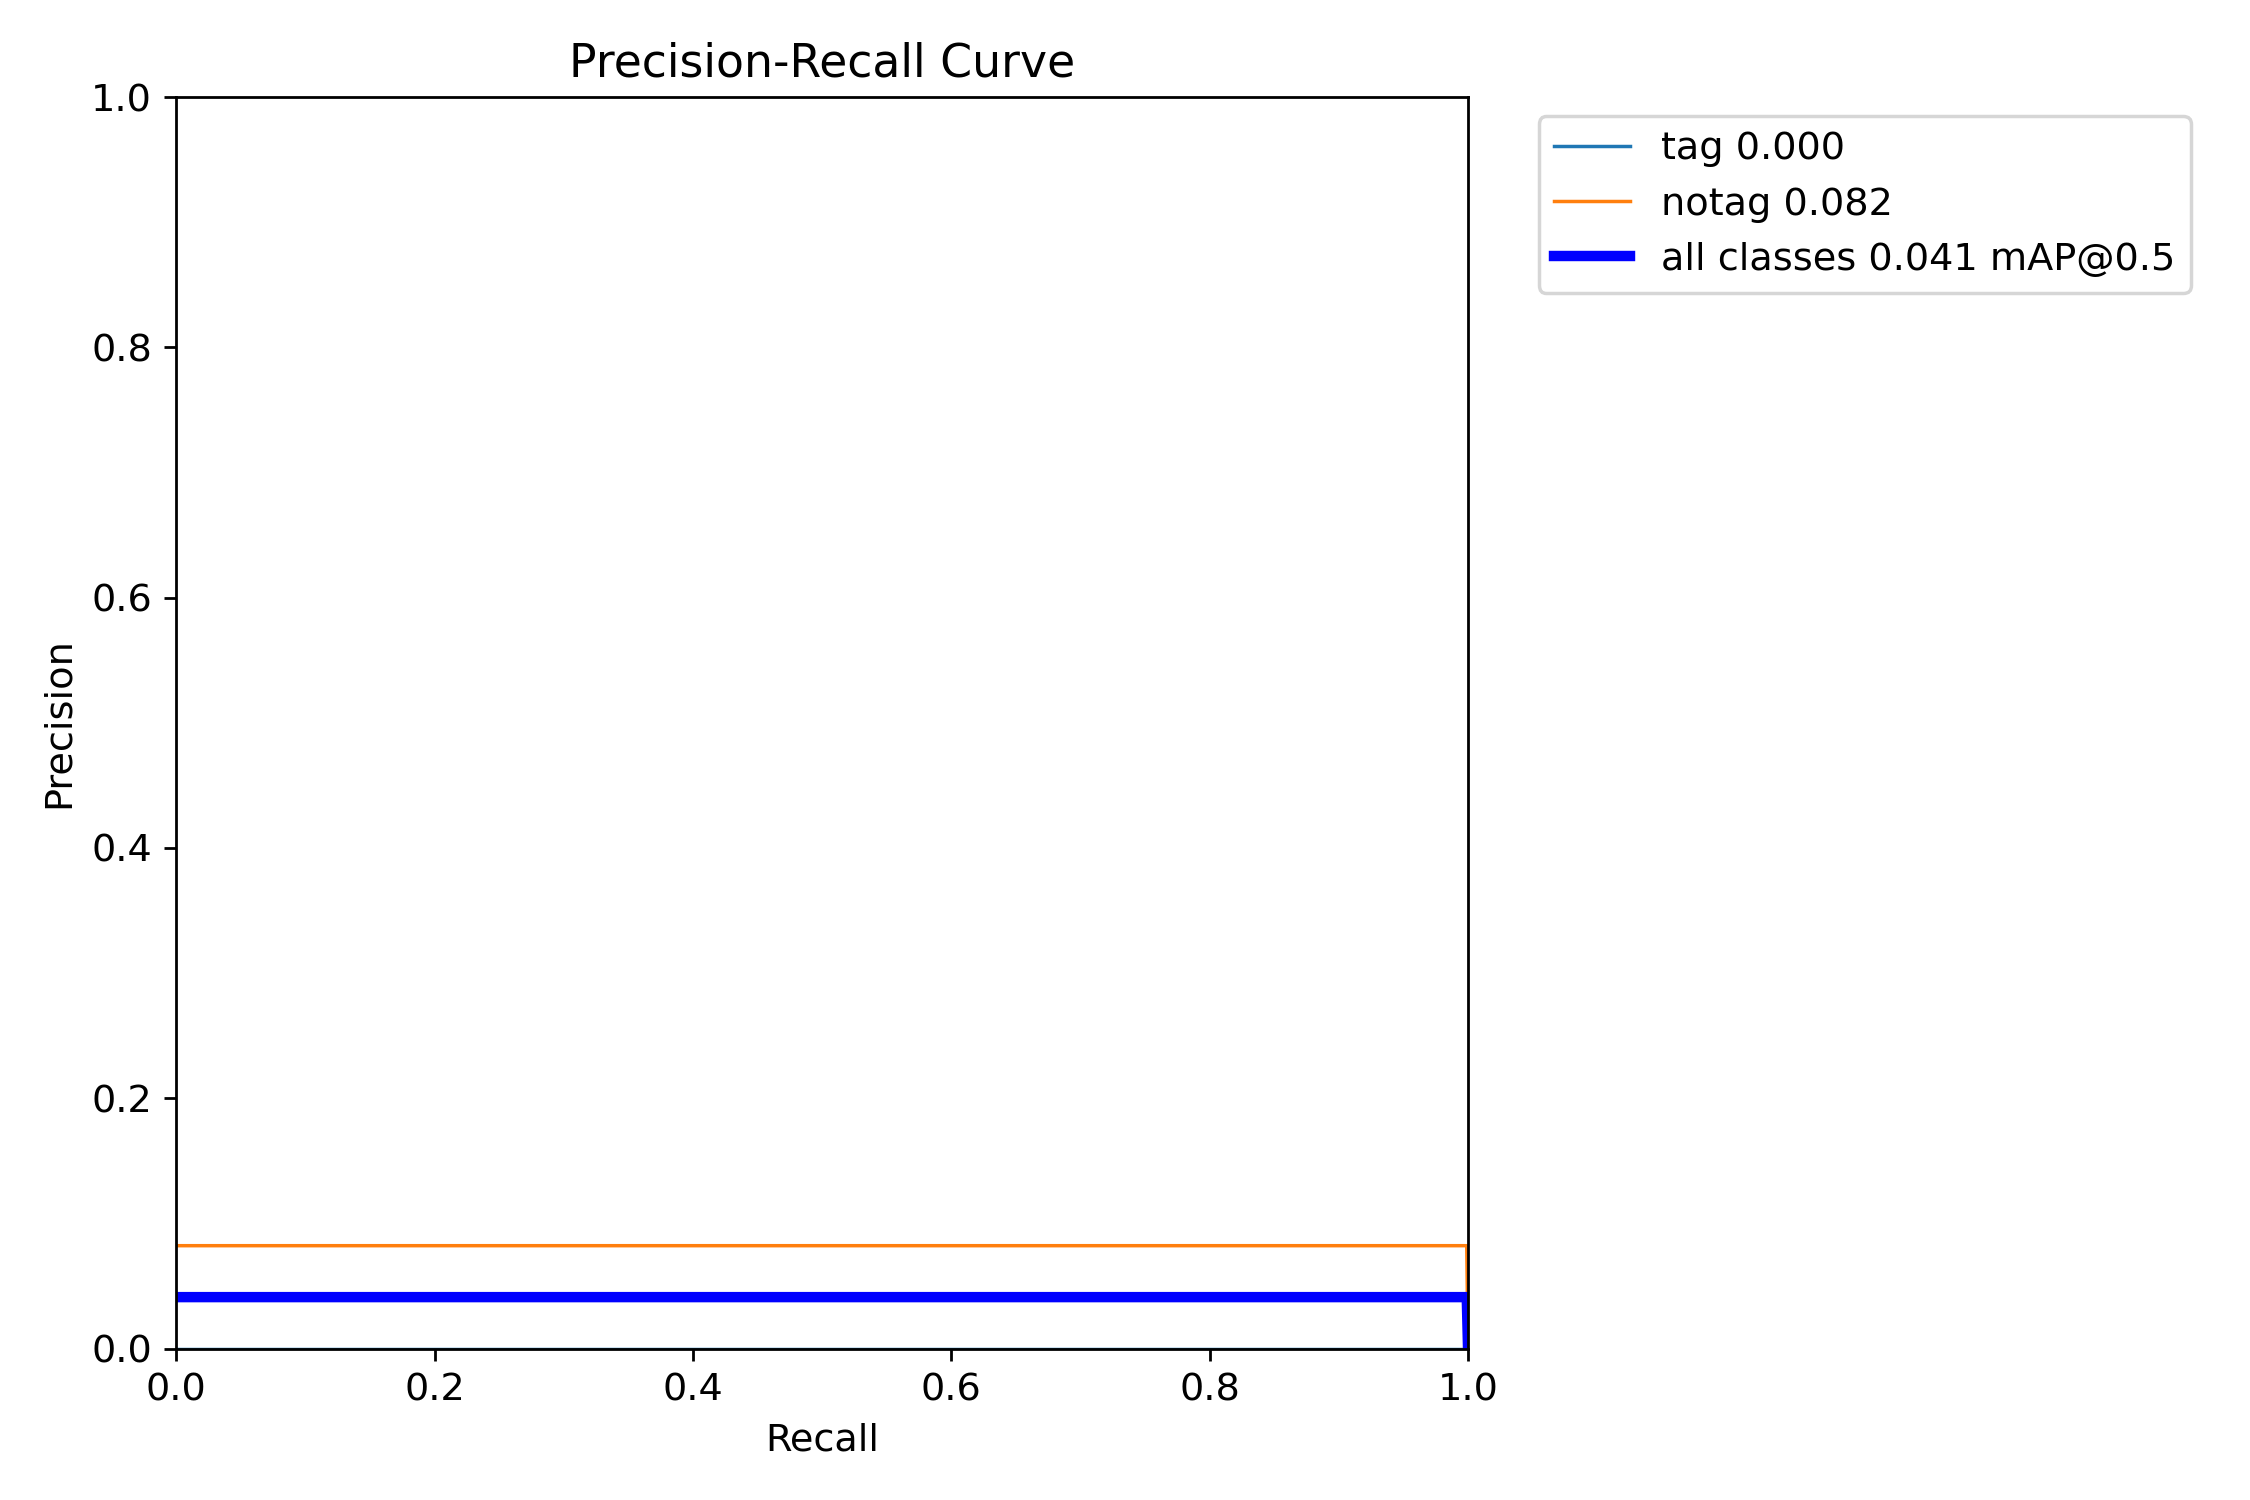 Precision-Recall Curve
1.0
0.8
0.6
0.4
0.2
0.0
Precision
0.0 0.2 0.4 0.6 0.8 1.0
Recall
tag 0.000
notag 0.082
all classes 0.041 mAP@0.5